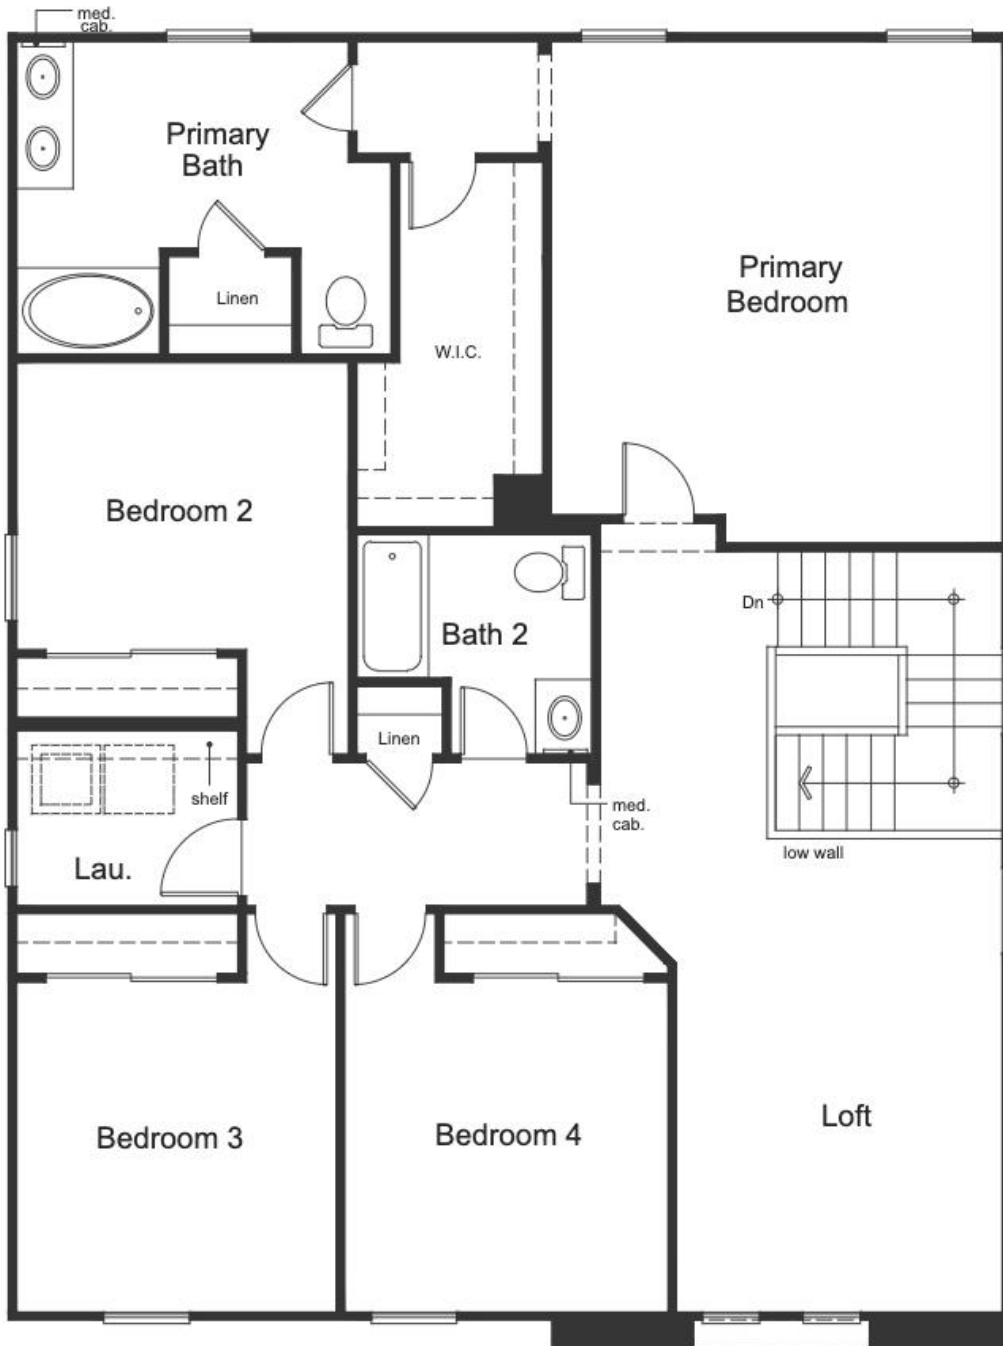 med.
cab.
Primary
Bath
Linen
Primary
Bedroom
W.I.C.
Bedroom 2
Dn
Bath 2
Linen
shelf
med.
cab.
low wall
Lau.
Loft
Bedroom 3
Bedroom 4